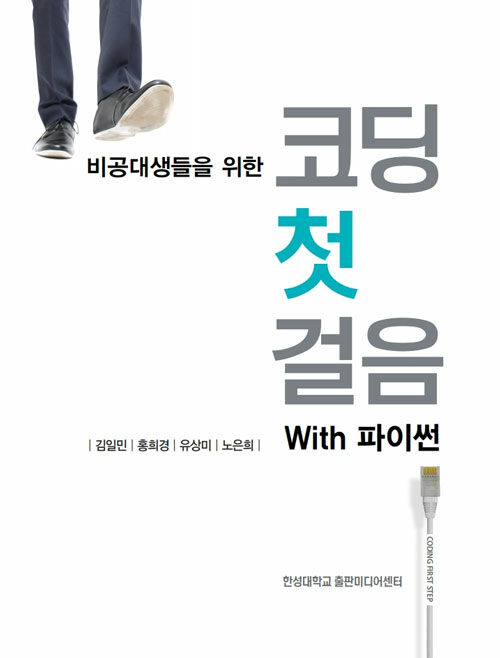 비공대생들을 위한 코딩
첫
걸음
With 파이썬
| 김일민 | 홍희경 | 유상미 | 노은희 |
CODING FIRST STEP
한성대학교 출판미디어센터